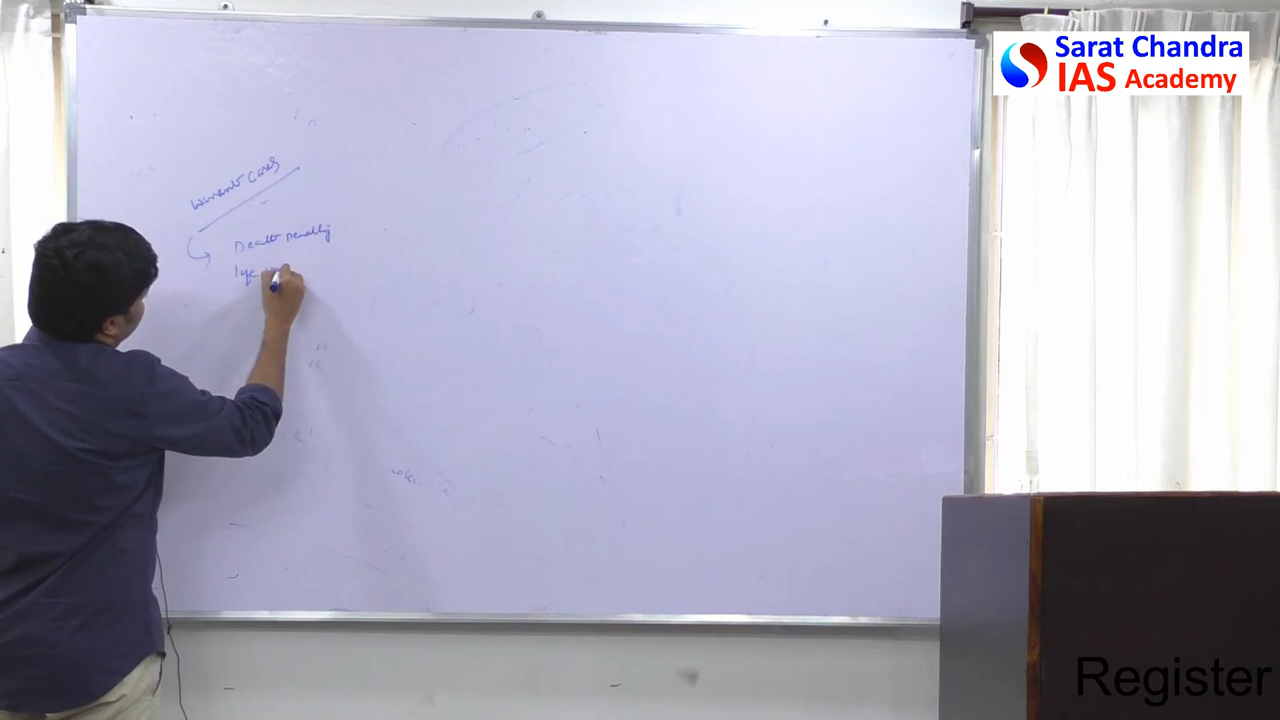 Sarat Chandra
IAS Academy
Warrant Cases
Death Penalty
life
Register